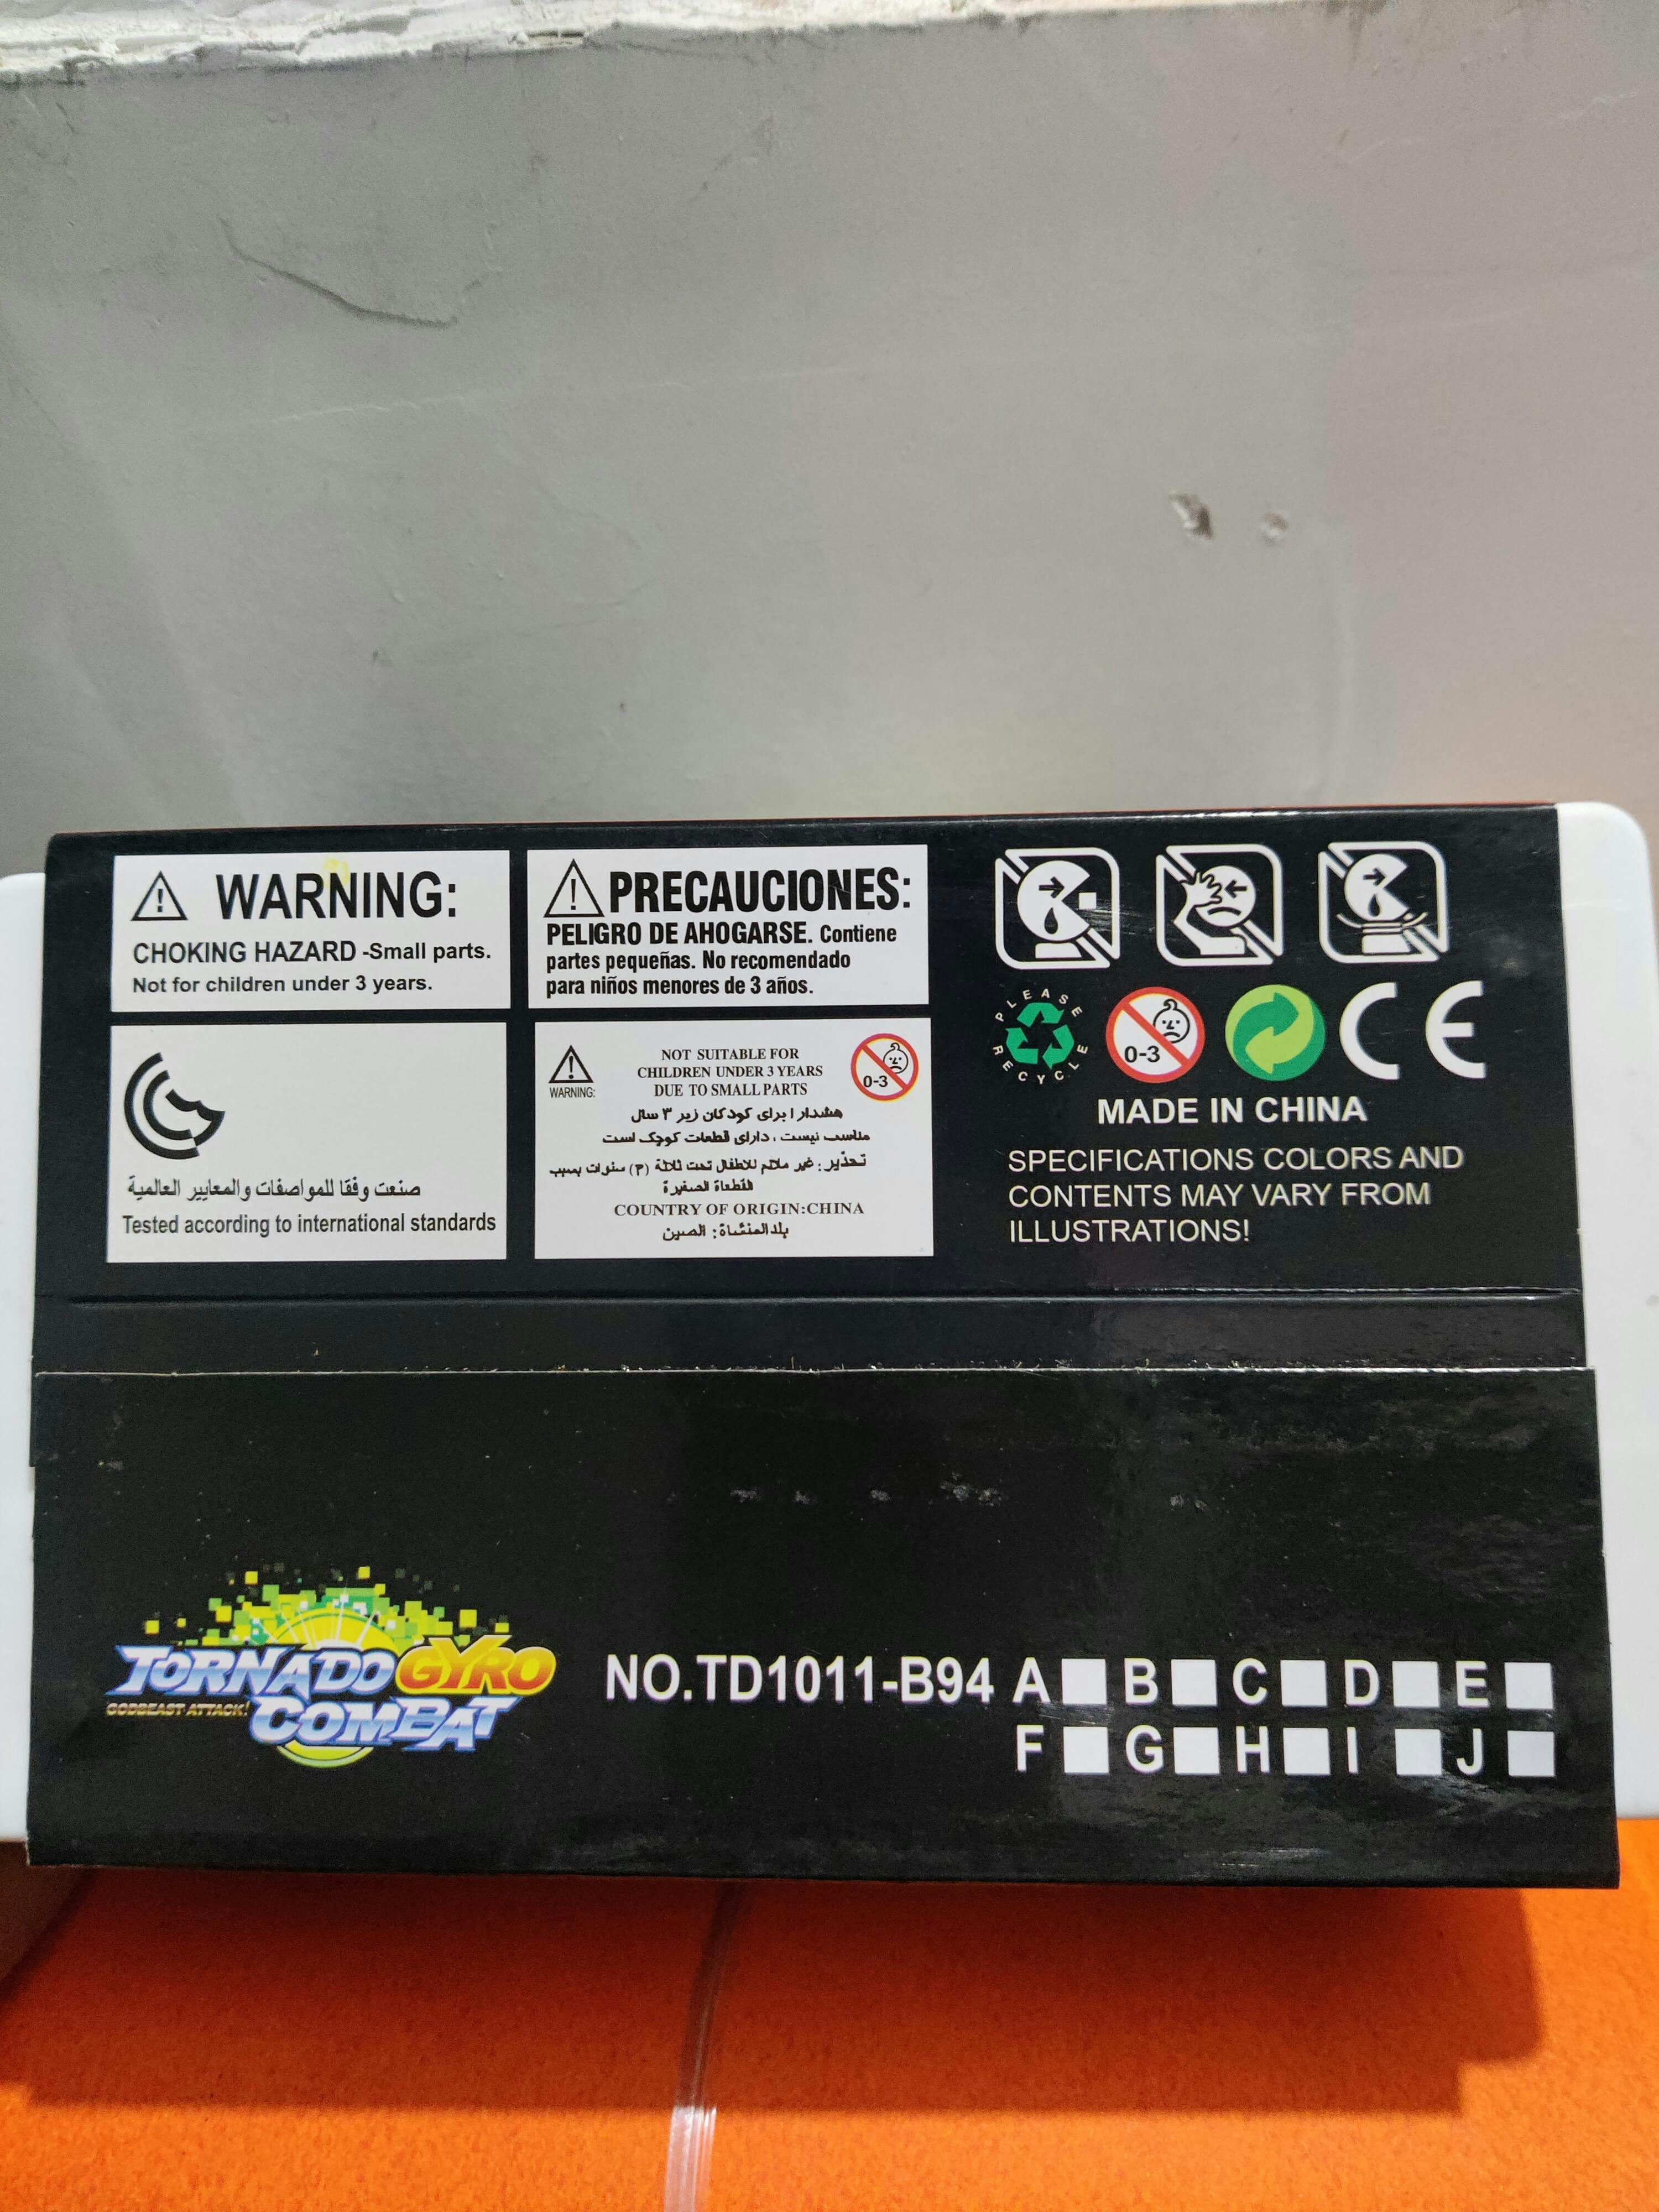 WARNING:
CHOKING HAZARD -Small parts.
Not for children under 3 years.
PRECAUCIONES:
PELIGRO DE AHOGARSE. Contiene
partes pequeñas. No recomendado
para niños menores de 3 años.
صنعت وفقا للمواصفات والمعايير العالمية
Tested according to international standards
WARNING:
NOT SUITABLE FOR
CHILDREN UNDER 3 YEARS
DUE TO SMALL PARTS
0-3
هشدار ! برای کودکان زیر ۳ سال
مناسب نیست ، دارای قطعات کوچک است
تحذير : غير ملائم للاطفال تحت ثلاثة (٣) سنوات بسبب
القطعاة الصغيرة
COUNTRY OF ORIGIN:CHINA
بلد المنشاة : الصين
PLEASE RECYCLE
0-3
CE
MADE IN CHINA
SPECIFICATIONS COLORS AND
CONTENTS MAY VARY FROM
ILLUSTRATIONS!
TORNADO GYRO
GODBEAST ATTACK!
COMBAT
NO.TD1011-B94 A B C D E
F G H I J